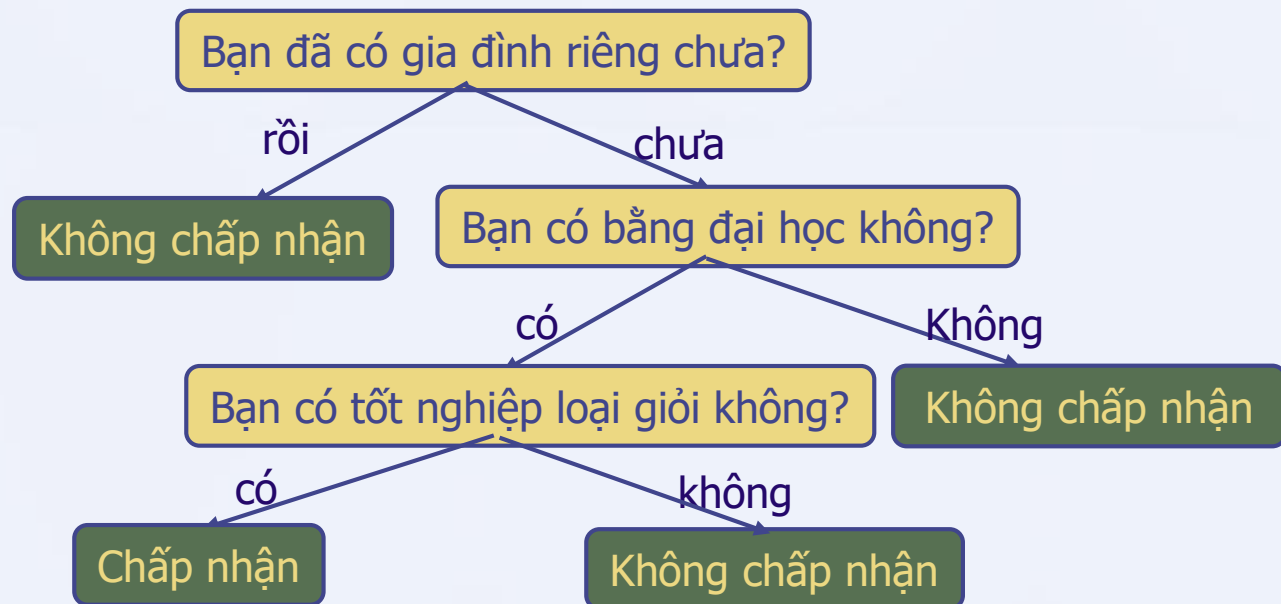 Bạn đã có gia đình riêng chưa?
rồi
chưa
Không chấp nhận
Bạn có bằng đại học không?
có
Không
Bạn có tốt nghiệp loại giỏi không?
Không chấp nhận
có
không
Chấp nhận
Không chấp nhận